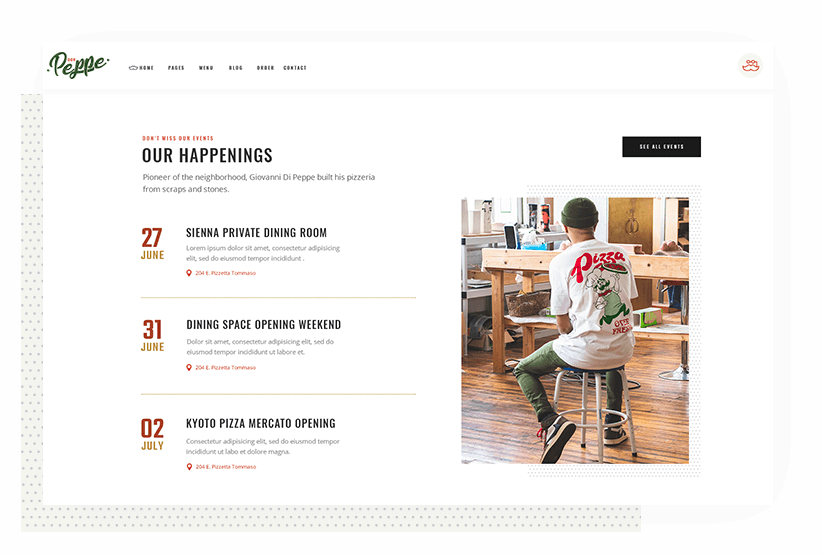 DON PEPPE
HOME PAGES MENU BLOG ORDER CONTACT
DON'T MISS OUR EVENTS
OUR HAPPENINGS
SEE ALL EVENTS
Pioneer of the neighborhood, Giovanni Di Peppe built his pizzeria
from scraps and stones.
27
JUNE
SIENNA PRIVATE DINING ROOM
Lorem ipsum dolor sit amet, consectetur adipisicing
elit, sed do eiusmod tempor incididunt .
204 E. Pizzetta Tommaso
31
JUNE
DINING SPACE OPENING WEEKEND
Dolor sit amet, consectetur adipisicing elit, sed do
eiusmod tempor incididunt ut labore et.
204 E. Pizzetta Tommaso
02
JULY
KYOTO PIZZA MERCATO OPENING
Consectetur adipisicing elit, sed do eiusmod tempor
incididunt ut labo et dolore magna.
204 E. Pizzetta Tommaso
Pizza